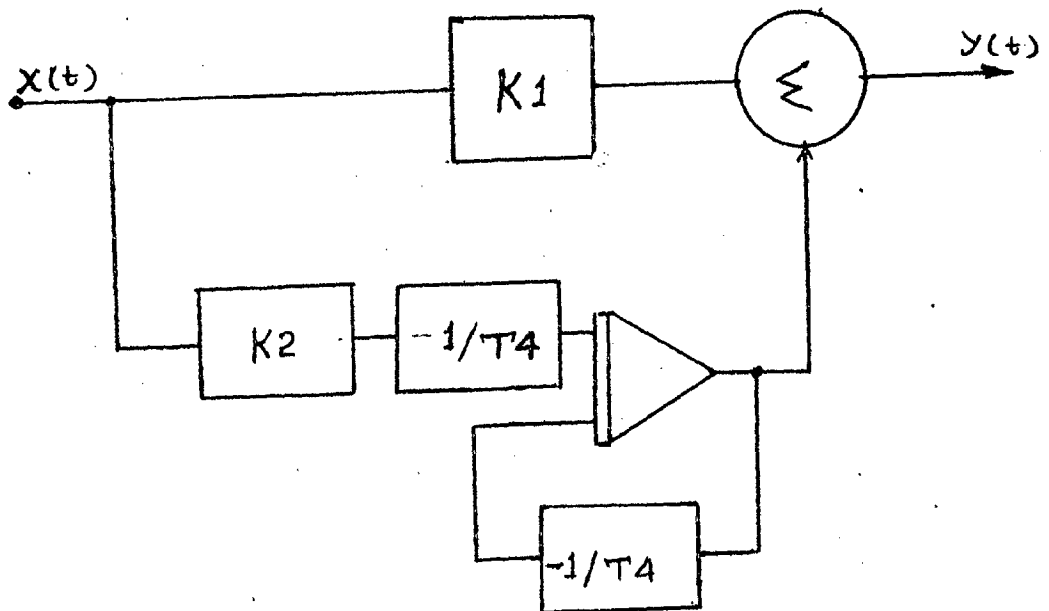 X(t)
K1
Σ
y(t)
K2
-1/T4
-1/T4